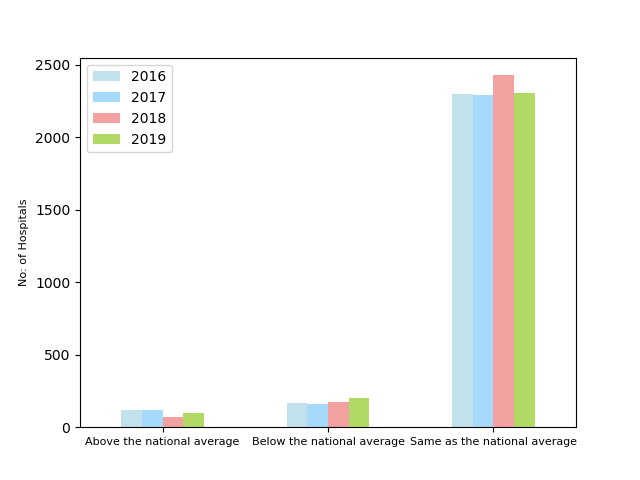 2500
2000
1500
1000
500
0
No: of Hospitals
2016
2017
2018
2019
Above the national average
Below the national average
Same as the national average